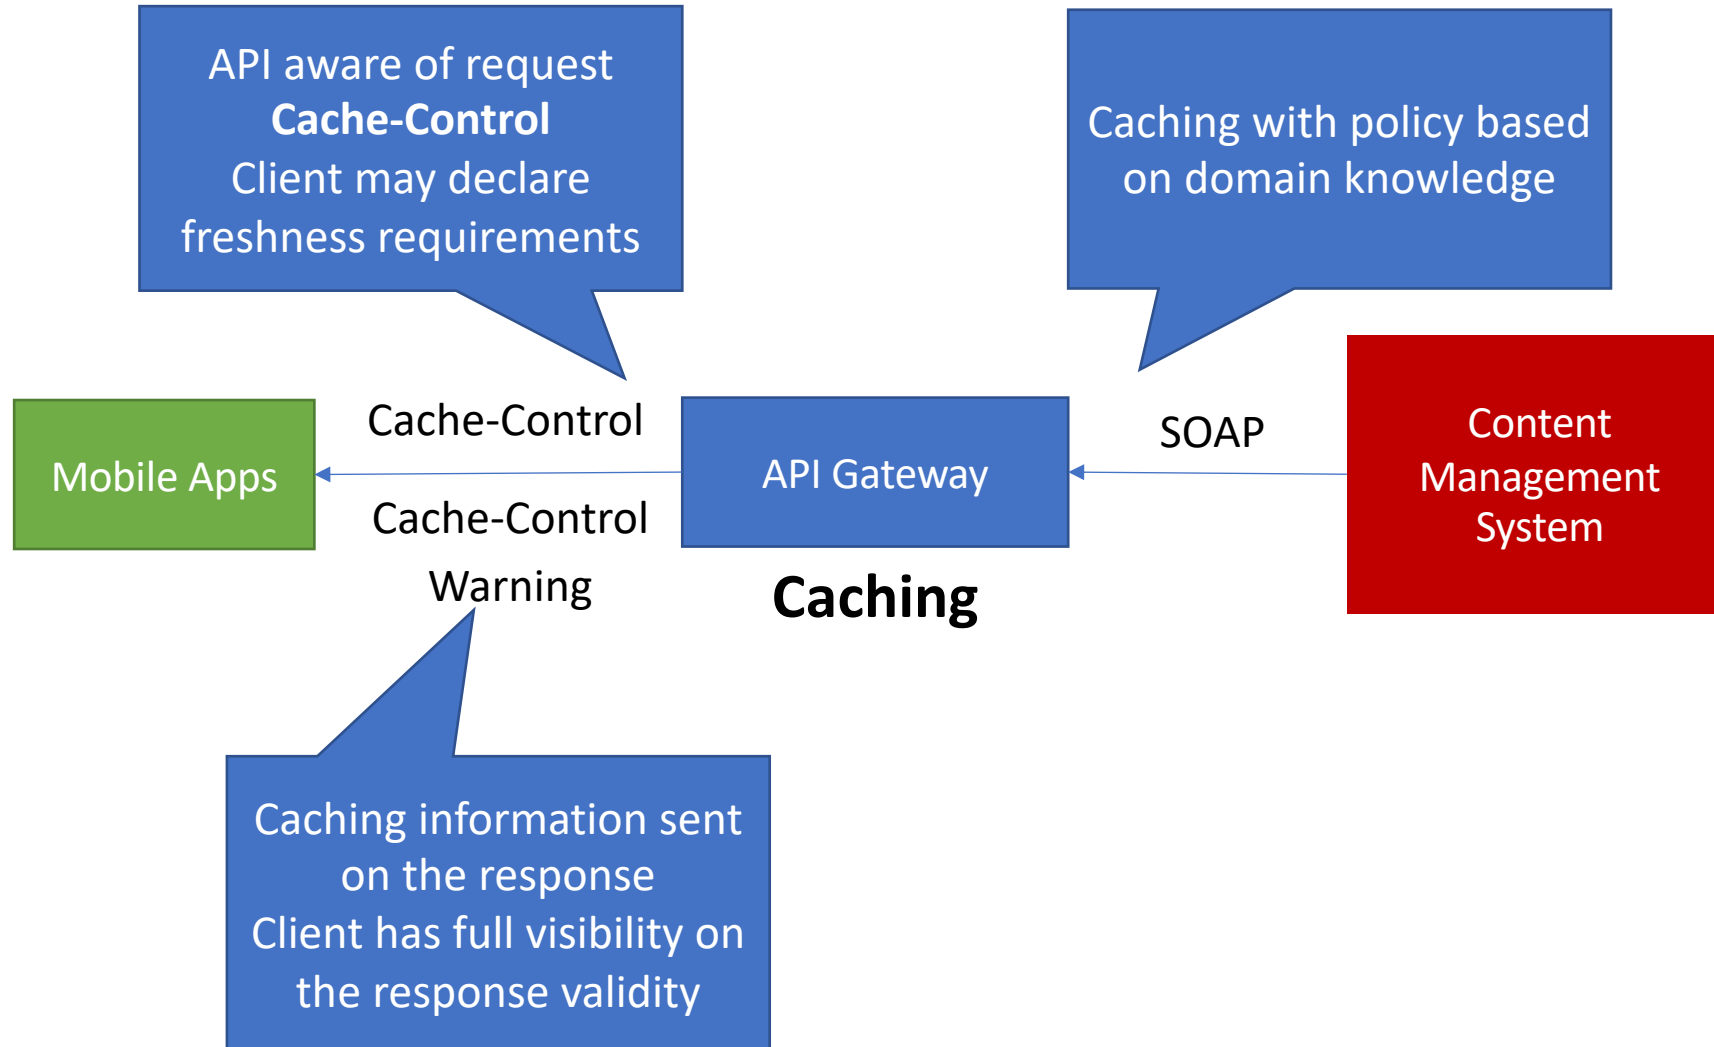 API aware of request
Cache-Control
Client may declare
freshness requirements
Caching with policy based
on domain knowledge
Cache-Control
SOAP
Mobile Apps
API Gateway
Content
Management
System
Cache-Control
Warning
Caching
Caching information sent
on the response
Client has full visibility on
the response validity